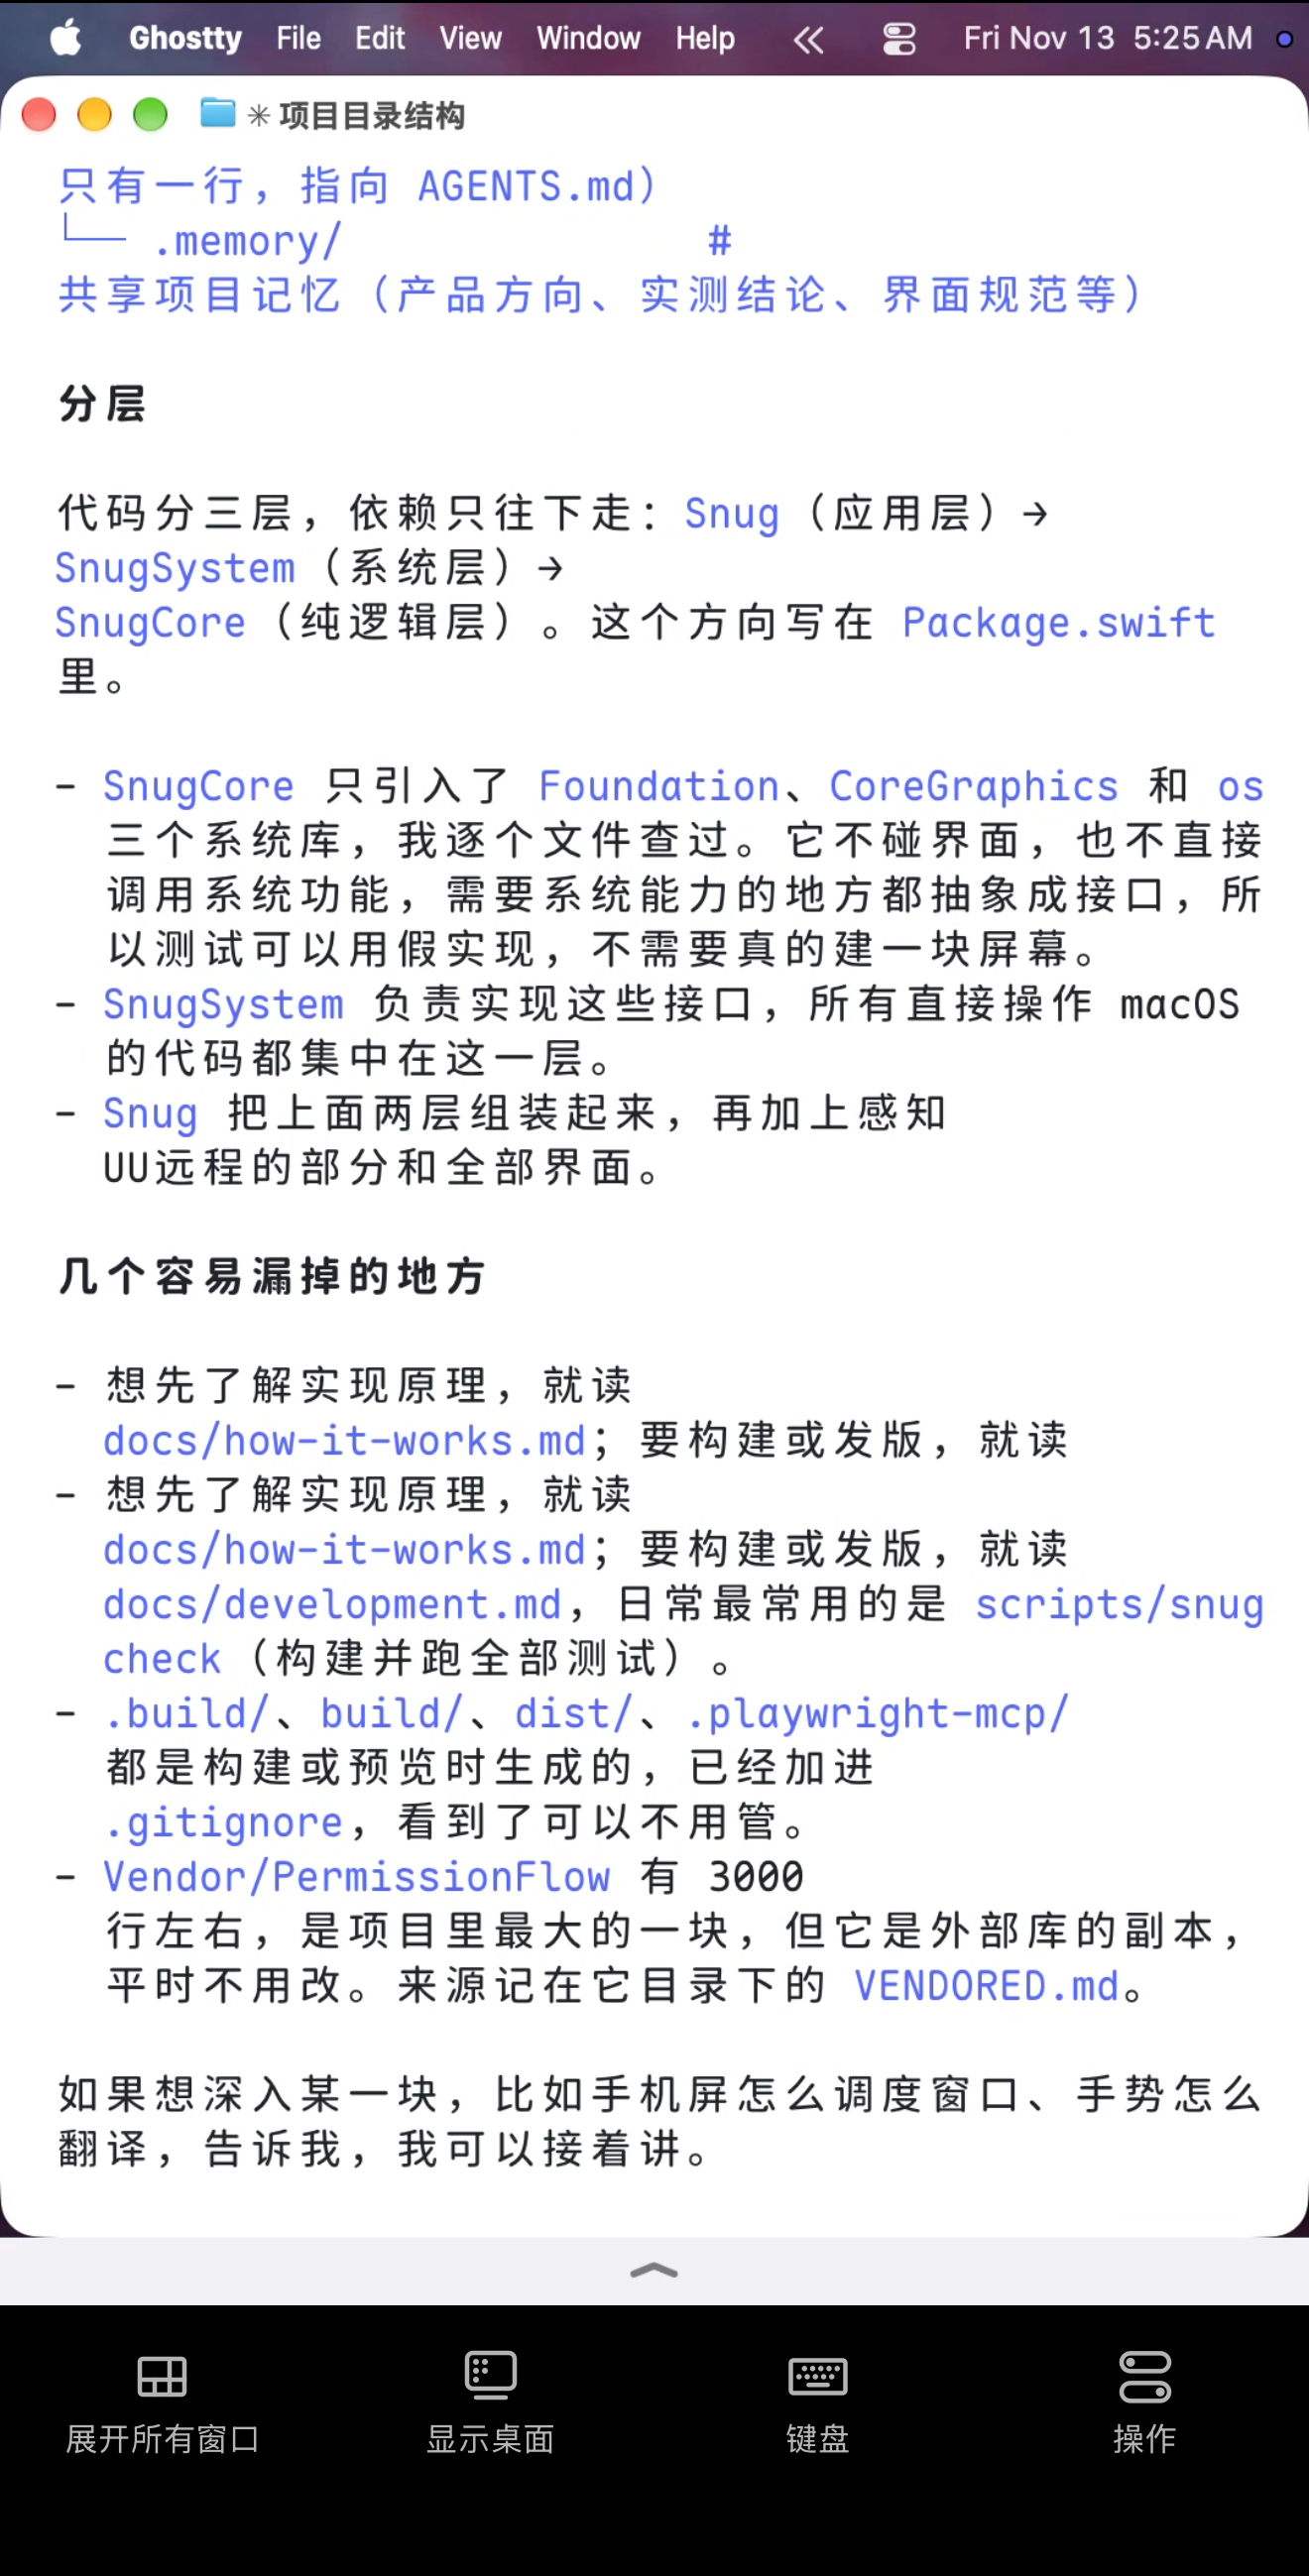 Ghostty File Edit View Window Help Fri Nov 13 5:25 AM
✳ 项目目录结构
只有一行，指向 AGENTS.md）
└── .memory/ #
共享项目记忆（产品方向、实测结论、界面规范等）
分层
代码分三层，依赖只往下走：Snug（应用层）→
SnugSystem（系统层）→
SnugCore（纯逻辑层）。这个方向写在 Package.swift
里。
- SnugCore 只引入了 Foundation、CoreGraphics 和 os
三个系统库，我逐个文件查过。它不碰界面，也不直接
调用系统功能，需要系统能力的地方都抽象成接口，所
以测试可以用假实现，不需要真的建一块屏幕。
- SnugSystem 负责实现这些接口，所有直接操作 macOS
的代码都集中在这一层。
- Snug 把上面两层组装起来，再加上感知
UU远程的部分和全部界面。
几个容易漏掉的地方
- 想先了解实现原理，就读
docs/how-it-works.md；要构建或发版，就读
- 想先了解实现原理，就读
docs/how-it-works.md；要构建或发版，就读
docs/development.md，日常最常用的是 scripts/snug
check（构建并跑全部测试）。
- .build/、build/、dist/、.playwright-mcp/
都是构建或预览时生成的，已经加进
.gitignore，看到了可以不用管。
- Vendor/PermissionFlow 有 3000
行左右，是项目里最大的一块，但它是外部库的副本，
平时不用改。来源记在它目录下的 VENDORED.md。
如果想深入某一块，比如手机屏怎么调度窗口、手势怎么
翻译，告诉我，我可以接着讲。
展开所有窗口 显示桌面 键盘 操作